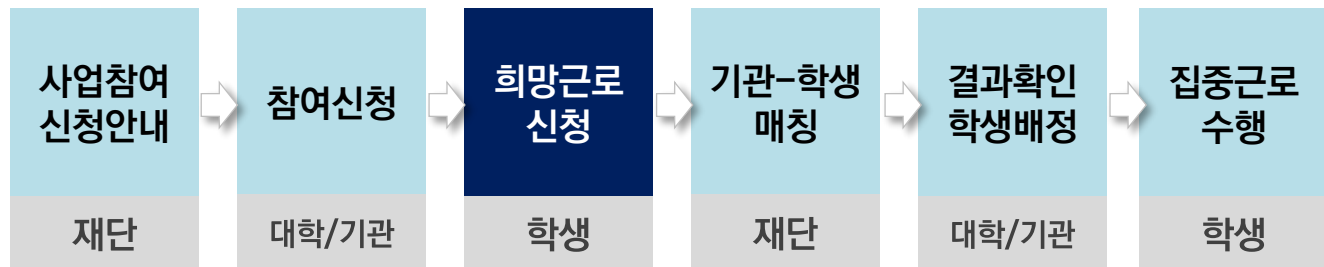 사업참여
신청안내
재단
참여신청
대학/기관
희망근로
신청
학생
기관-학생
매칭
재단
결과확인
학생배정
대학/기관
집중근로
수행
학생